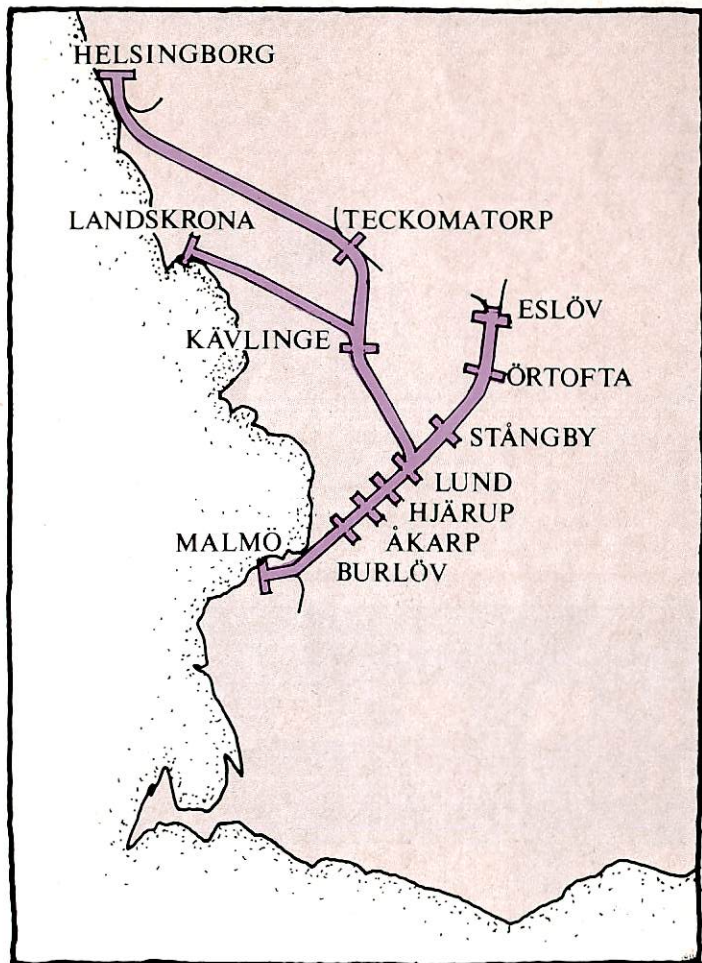 HELSINGBORG
LANDSKRONA
TECKOMATORP
ESLÖV
KÄVLINGE
ÖRTOFTA
STÅNGBY
LUND
HJÄRUP
MALMÖ
ÅKARP
BURLÖV